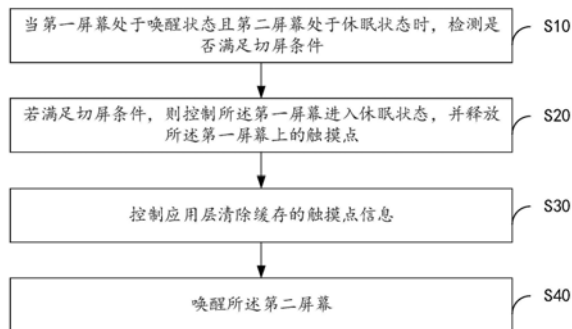 当第一屏幕处于唤醒状态且第二屏幕处于休眠状态时，检测是
否满足切屏条件
S10
若满足切屏条件，则控制所述第一屏幕进入休眠状态，并释放
所述第一屏幕上的触摸点
S20
控制应用层清除缓存的触摸点信息
S30
唤醒所述第二屏幕
S40